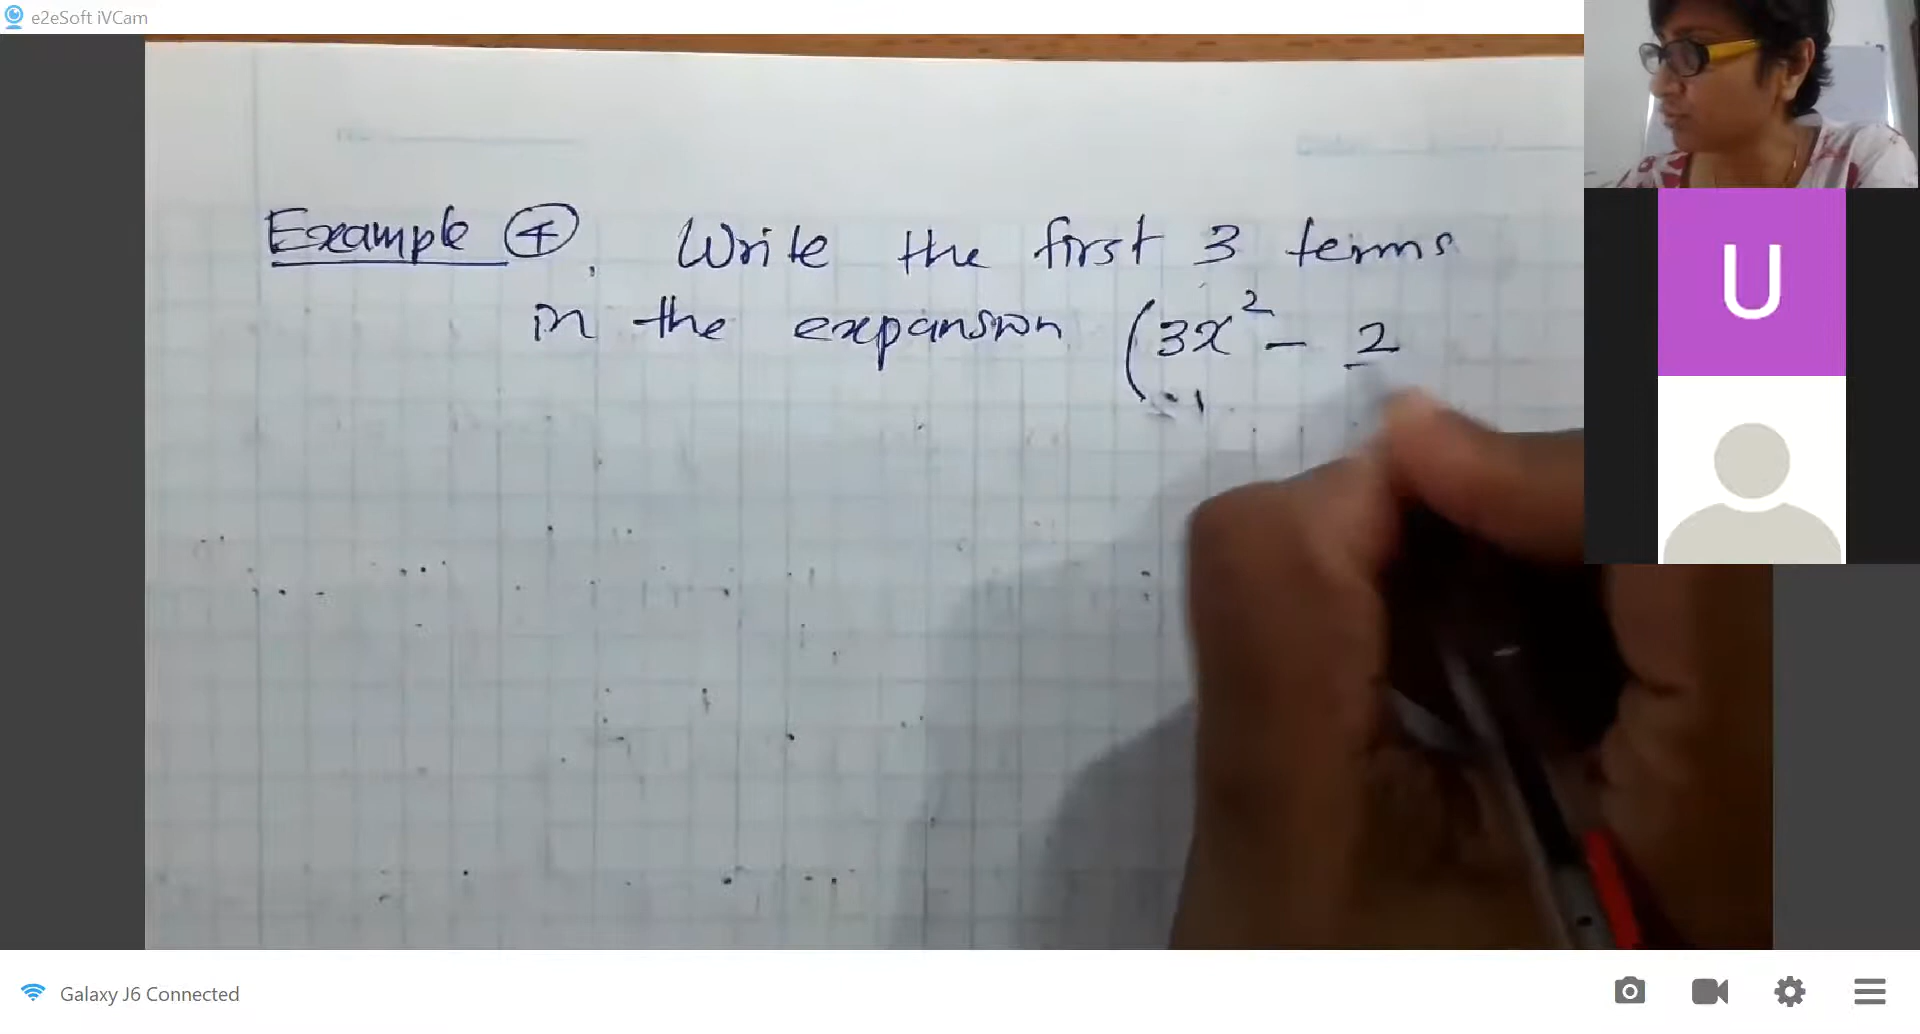 e2eSoft iVCam
Example 4. Write the first 3 terms
in the expansion (3x² - 2
U
Galaxy J6 Connected